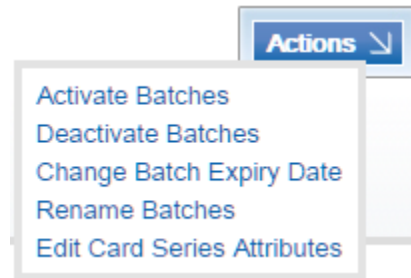 Actions
Activate Batches
Deactivate Batches
Change Batch Expiry Date
Rename Batches
Edit Card Series Attributes